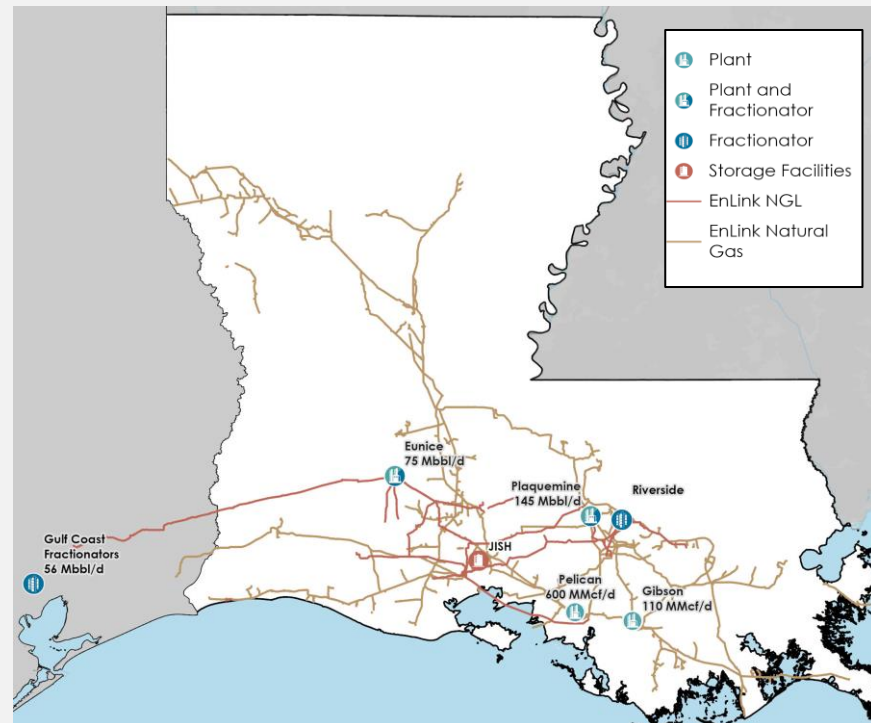 Plant
Plant and
Fractionator
Fractionator
Storage Facilities
EnLink NGL
EnLink Natural
Gas
Eunice
75 Mbbl/d
Plaquemine
145 Mbbl/d
Riverside
Gulf Coast
Fractionators
56 Mbbl/d
JISH
Pelican
600 MMcf/d
Gibson
110 MMcf/d